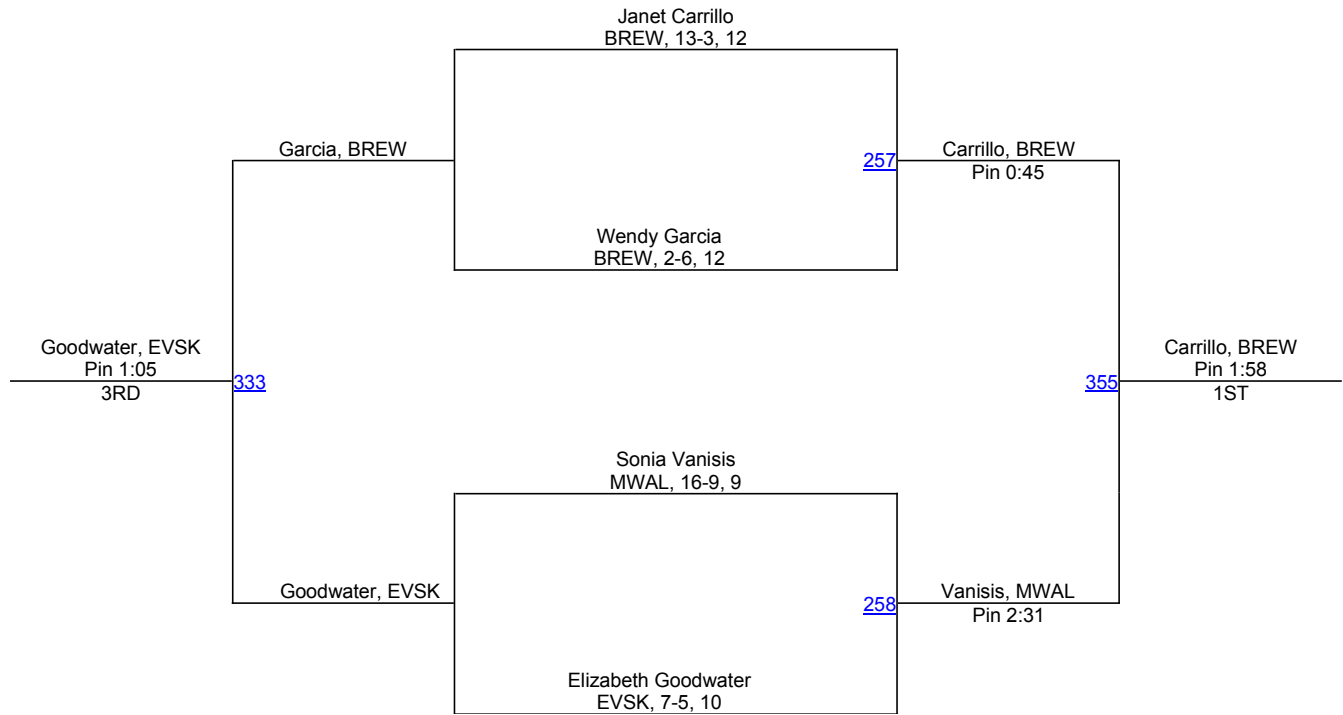 Janet Carrillo
BREW, 13-3, 12
Garcia, BREW
257
Carrillo, BREW
Pin 0:45
Wendy Garcia
BREW, 2-6, 12
Goodwater, EVSK
Pin 1:05
3RD
333
355
Carrillo, BREW
Pin 1:58
1ST
Sonia Vanisis
MWAL, 16-9, 9
Goodwater, EVSK
258
Vanisis, MWAL
Pin 2:31
Elizabeth Goodwater
EVSK, 7-5, 10